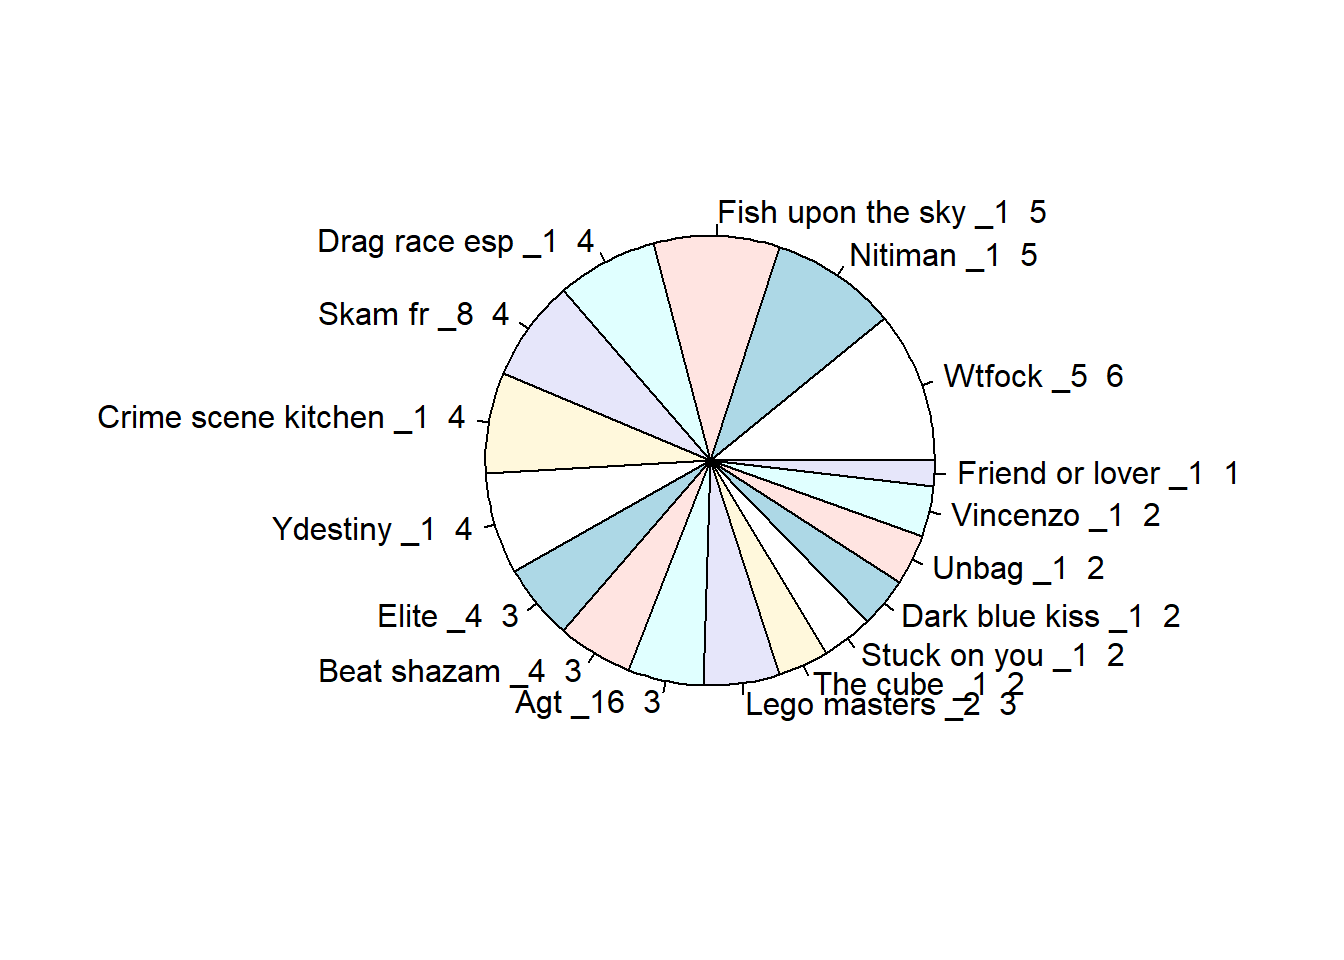 Fish upon the sky _1  5
Drag race esp _1  4
Nitiman _1  5
Skam fr _8  4
Wtfock _5  6
Crime scene kitchen _1  4
Friend or lover _1  1
Vincenzo _1  2
Ydestiny _1  4
Unbag _1  2
Elite _4  3
Dark blue kiss _1  2
Stuck on you _1  2
Beat shazam _4  3
The cube _1  2
Agt _16  3
Lego masters _2  3